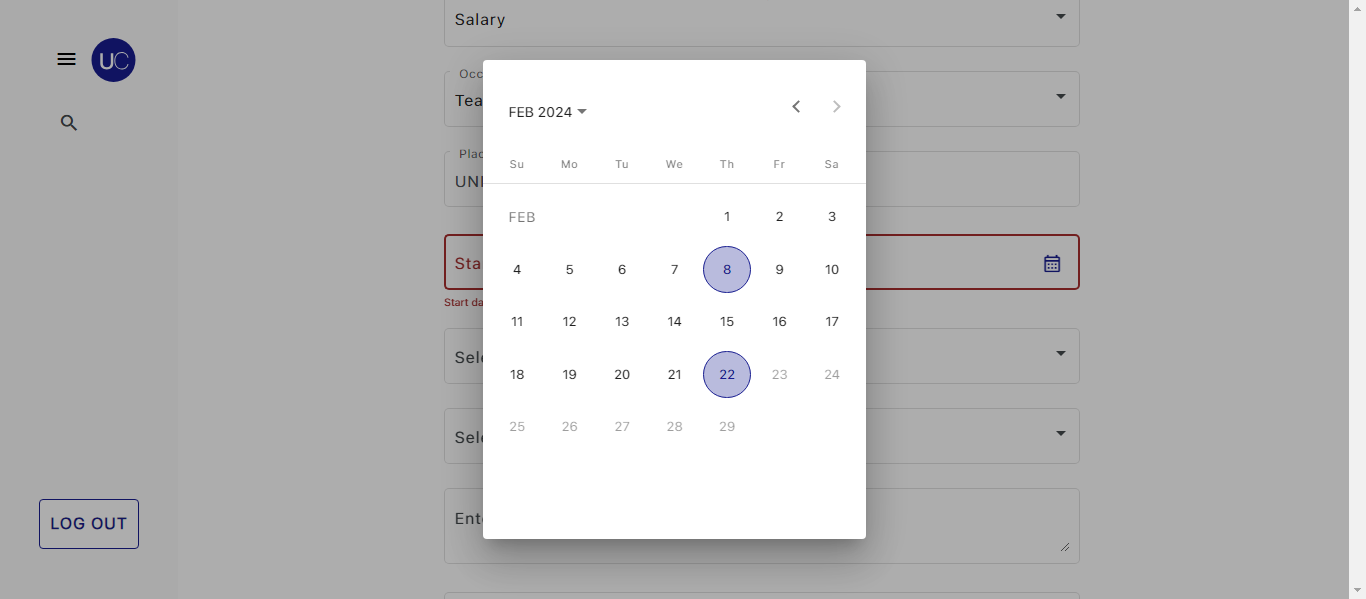 Salary
UC
Occ
Tea
Plac
UNI
Sta
Start da
Sele
Sele
Ente
LOG OUT
FEB 2024
Su Mo Tu We Th Fr Sa
FEB 1 2 3
4 5 6 7 8 9 10
11 12 13 14 15 16 17
18 19 20 21 22 23 24
25 26 27 28 29